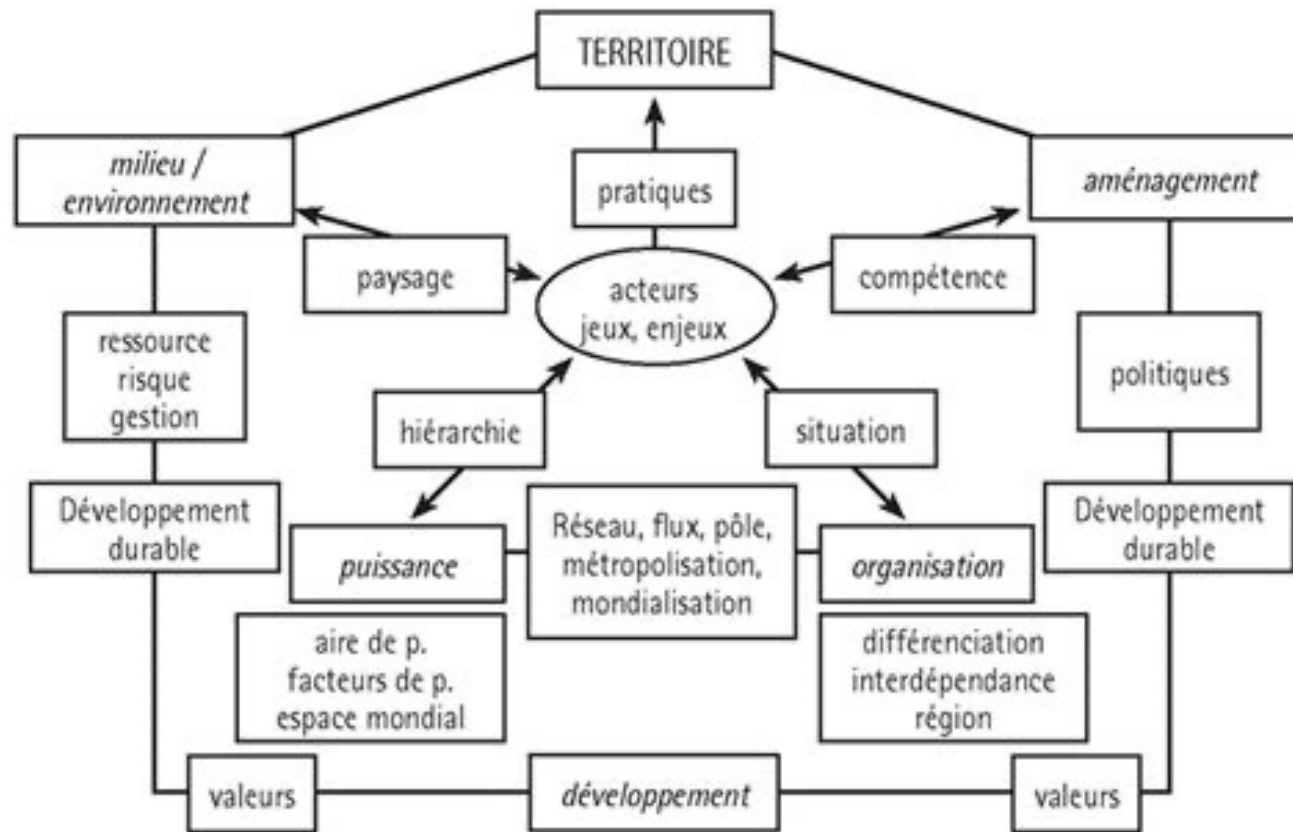 TERRITOIRE
milieu /
environnement
pratiques
aménagement
paysage
acteurs
jeux, enjeux
compétence
ressource
risque
gestion
politiques
hiérarchie
situation
Développement
durable
puissance
Réseau, flux, pôle,
métropolisation,
mondialisation
organisation
Développement
durable
aire de p.
facteurs de p.
espace mondial
différenciation
interdépendance
région
valeurs
développement
valeurs